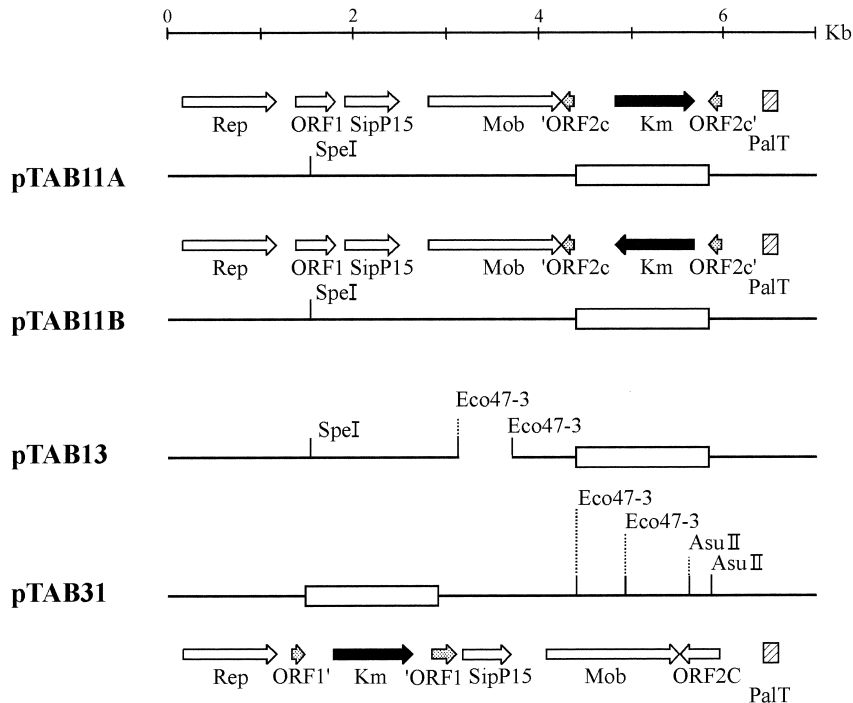 0 2 4 6
Kb
Rep ORF1 SipP15 Mob 'ORF2c Km ORF2c'
PalT
SpeⅠ
pTAB11A
Rep ORF1 SipP15 Mob 'ORF2c Km ORF2c'
PalT
SpeⅠ
pTAB11B
Eco47-3
SpeⅠ Eco47-3
pTAB13
Eco47-3
Eco47-3
AsuⅡ
AsuⅡ
pTAB31
Rep ORF1' Km 'ORF1 SipP15 Mob ORF2C
PalT